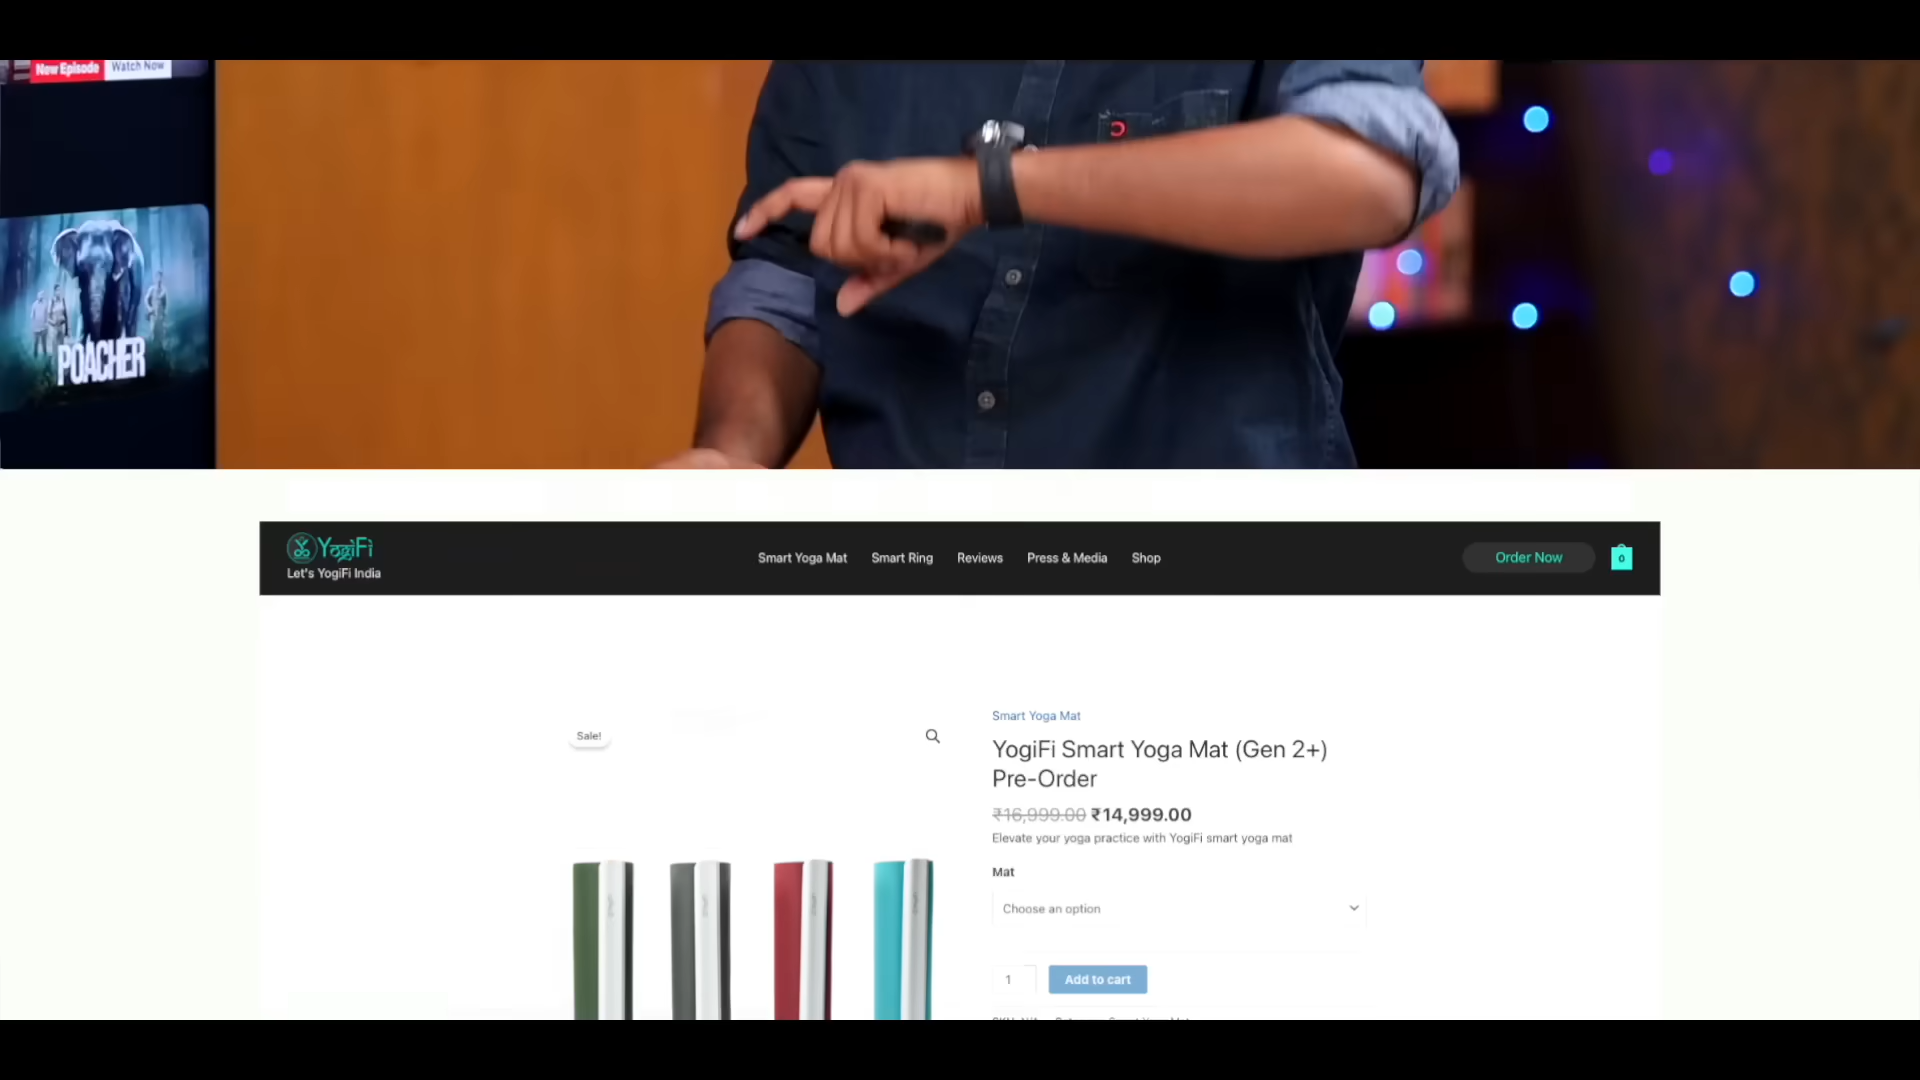 New Episode
Watch Now
POACHER
YogiFi
Let's YogiFi India
Smart Yoga Mat
Smart Ring
Reviews
Press & Media
Shop
Order Now
0
Sale!
Smart Yoga Mat
YogiFi Smart Yoga Mat (Gen 2+)
Pre-Order
₹16,999.00 ₹14,999.00
Elevate your yoga practice with YogiFi smart yoga mat
Mat
Choose an option
1
Add to cart